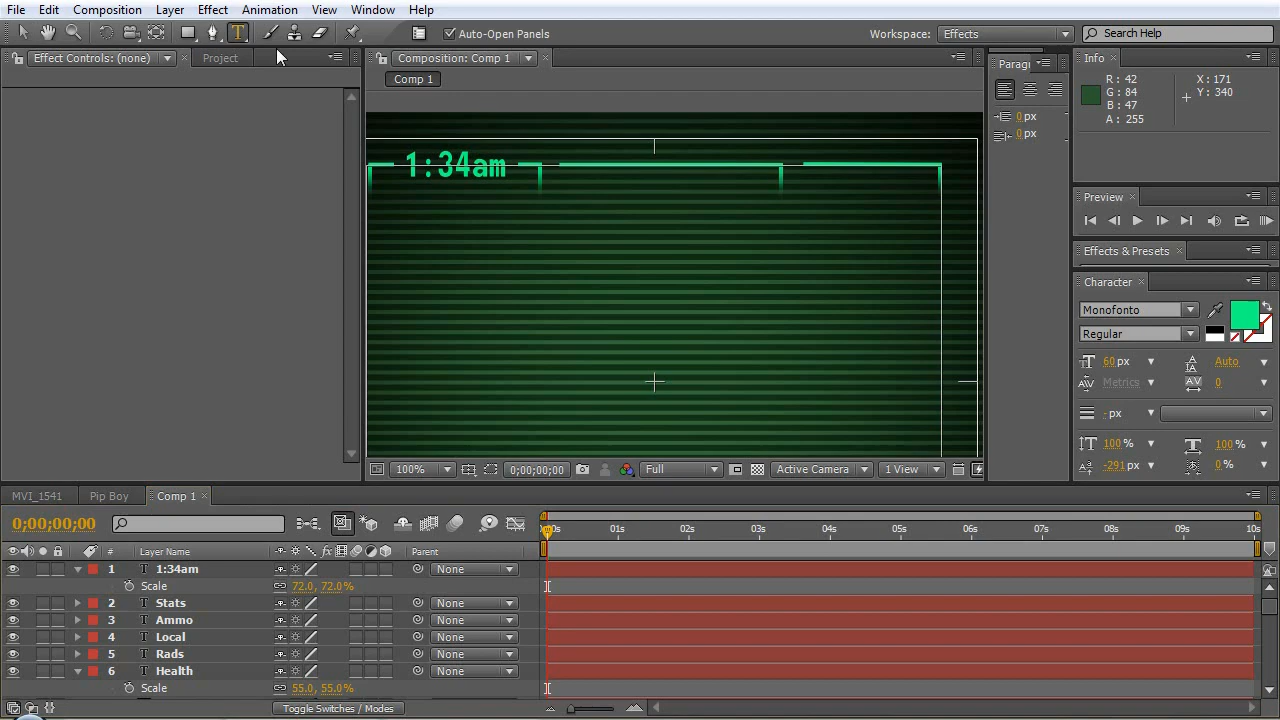 File Edit Composition Layer Effect Animation View Window Help
T Auto-Open Panels Workspace: Effects Search Help
Effect Controls: (none) Project Composition: Comp 1 Paragr Info
Comp 1
R: 42 X: 171
G: 84 Y: 340
B: 47
A: 255
0 px
0 px
1:34am
Preview
Effects & Presets
Character
Monofonto
Regular
T 60 px Auto
AV Metrics AV 0
- px
T 100 % T 100 %
-291 px 0 %
100% 0;00;00;00 Full Active Camera 1 View
MVI_1541 Pip Boy Comp 1
0;00;00;00 00s 01s 02s 03s 04s 05s 06s 07s 08s 09s 10s
# Layer Name fx Parent
1 T 1:34am None
Scale 72.0, 72.0%
2 T Stats None
3 T Ammo None
4 T Local None
5 T Rads None
6 T Health None
Scale 55.0, 55.0%
Toggle Switches / Modes